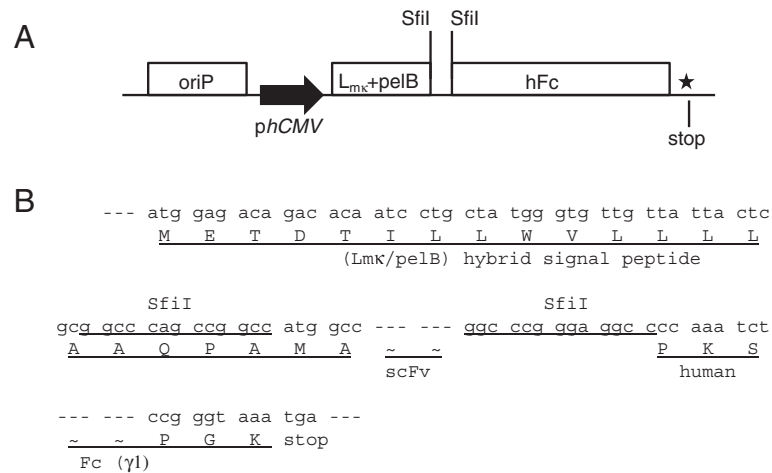 A
SfiI SfiI
oriP
phCMV
Lmκ+pelB
hFc
★
stop
B
--- atg gag aca gac aca atc ctg cta tgg gtg ttg tta tta ctc
M E T D T I L L W V L L L L
(Lmκ/pelB) hybrid signal peptide
SfiI SfiI
gcg gcc cag ccg gcc atg gcc --- --- ggc ccg gga ggc ccc aaa tct
A A Q P A M A ~ ~ P K S
scFv human
--- --- ccg ggt aaa tga ---
~ ~ P G K stop
Fc (γ1)